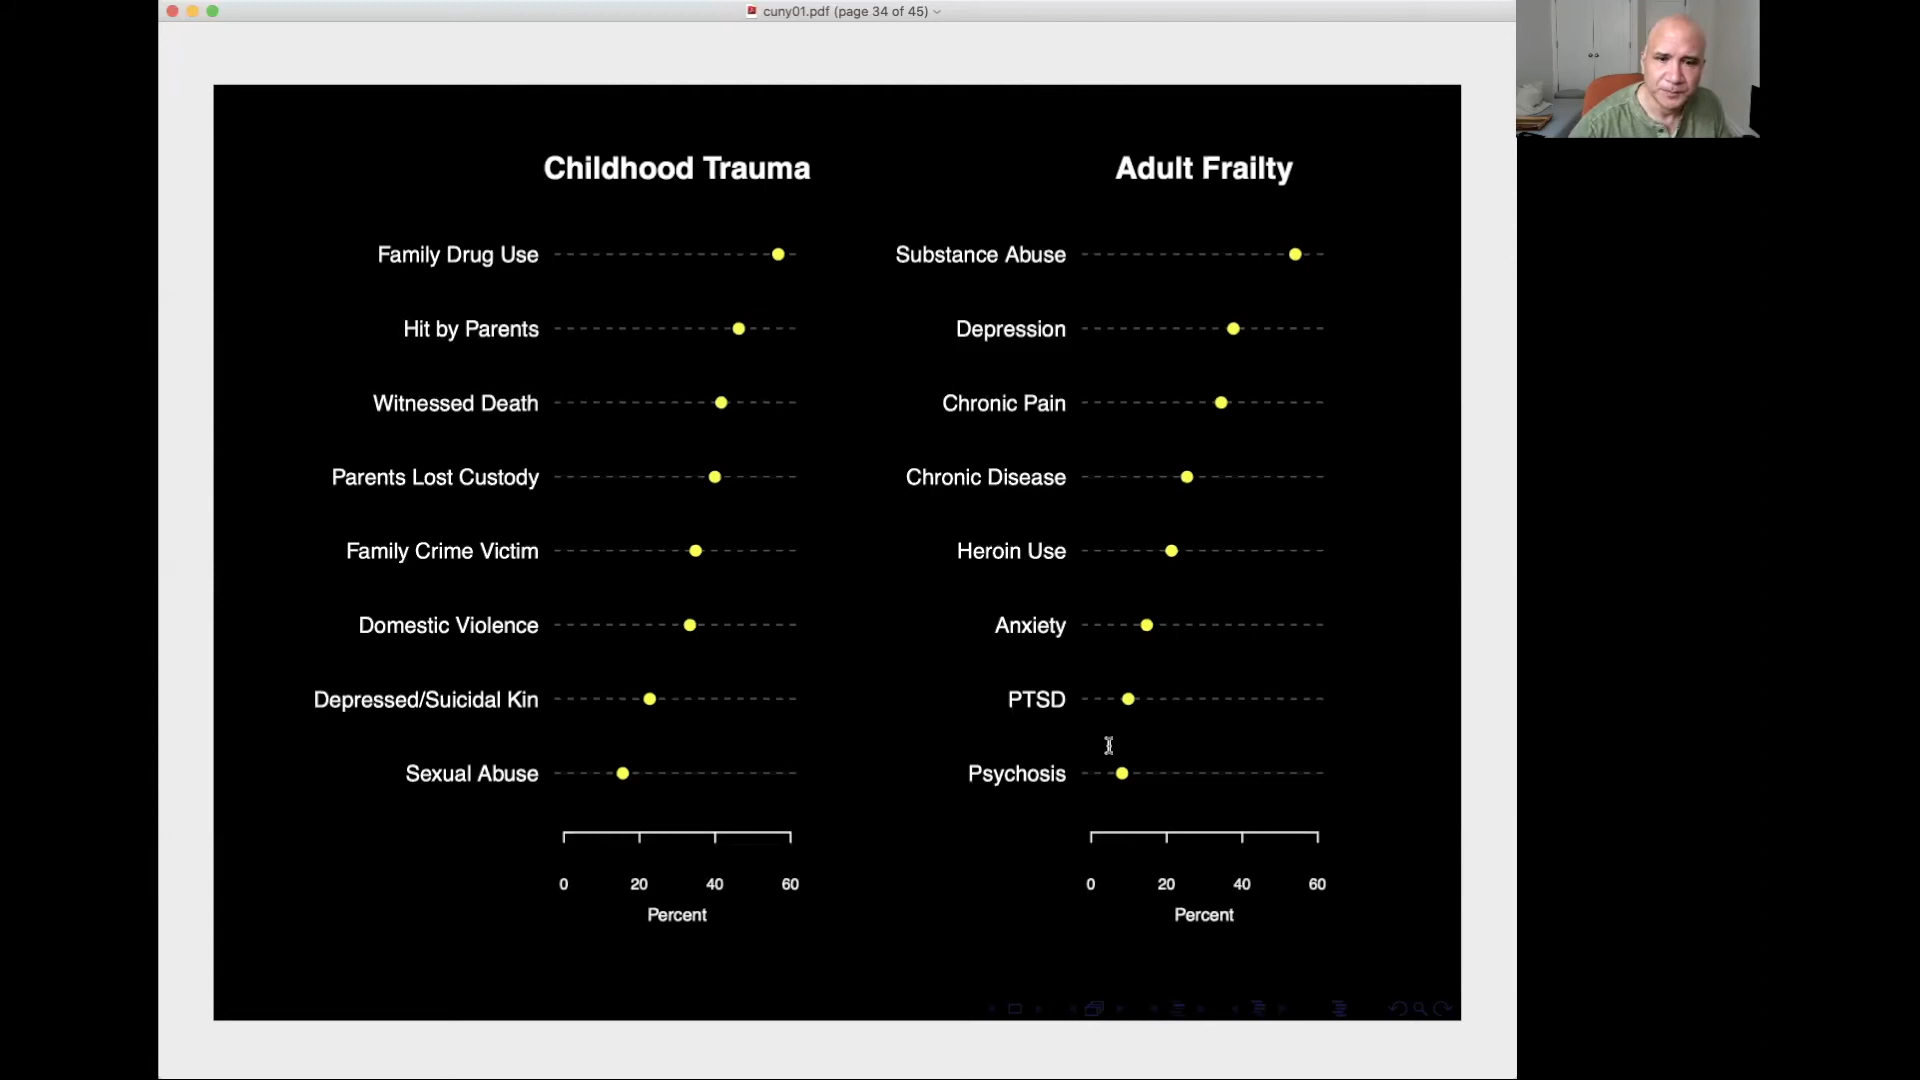 cuny01.pdf (page 34 of 45)
Childhood Trauma
Family Drug Use
Hit by Parents
Witnessed Death
Parents Lost Custody
Family Crime Victim
Domestic Violence
Depressed/Suicidal Kin
Sexual Abuse
0 20 40 60
Percent
Adult Frailty
Substance Abuse
Depression
Chronic Pain
Chronic Disease
Heroin Use
Anxiety
PTSD
Psychosis
0 20 40 60
Percent